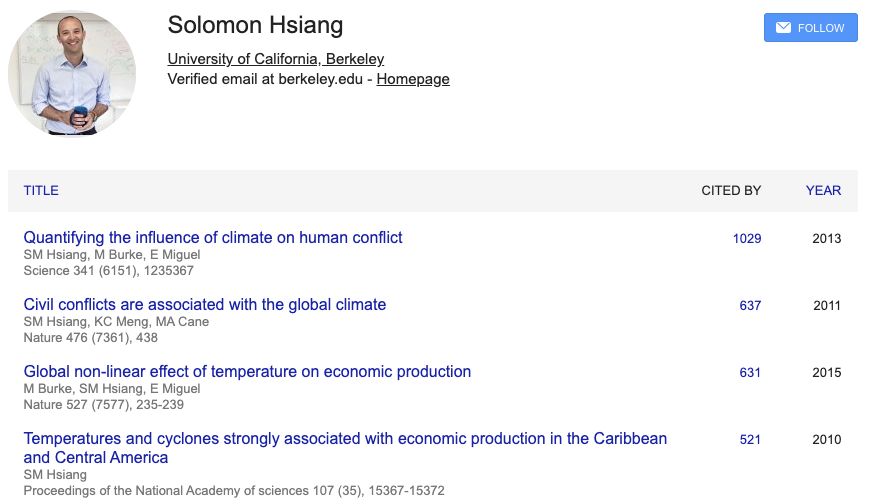 Solomon Hsiang
FOLLOW
University of California, Berkeley
Verified email at berkeley.edu - Homepage
TITLE CITED BY YEAR
Quantifying the influence of climate on human conflict 1029 2013
SM Hsiang, M Burke, E Miguel
Science 341 (6151), 1235367
Civil conflicts are associated with the global climate 637 2011
SM Hsiang, KC Meng, MA Cane
Nature 476 (7361), 438
Global non-linear effect of temperature on economic production 631 2015
M Burke, SM Hsiang, E Miguel
Nature 527 (7577), 235-239
Temperatures and cyclones strongly associated with economic production in the Caribbean 521 2010
and Central America
SM Hsiang
Proceedings of the National Academy of sciences 107 (35), 15367-15372